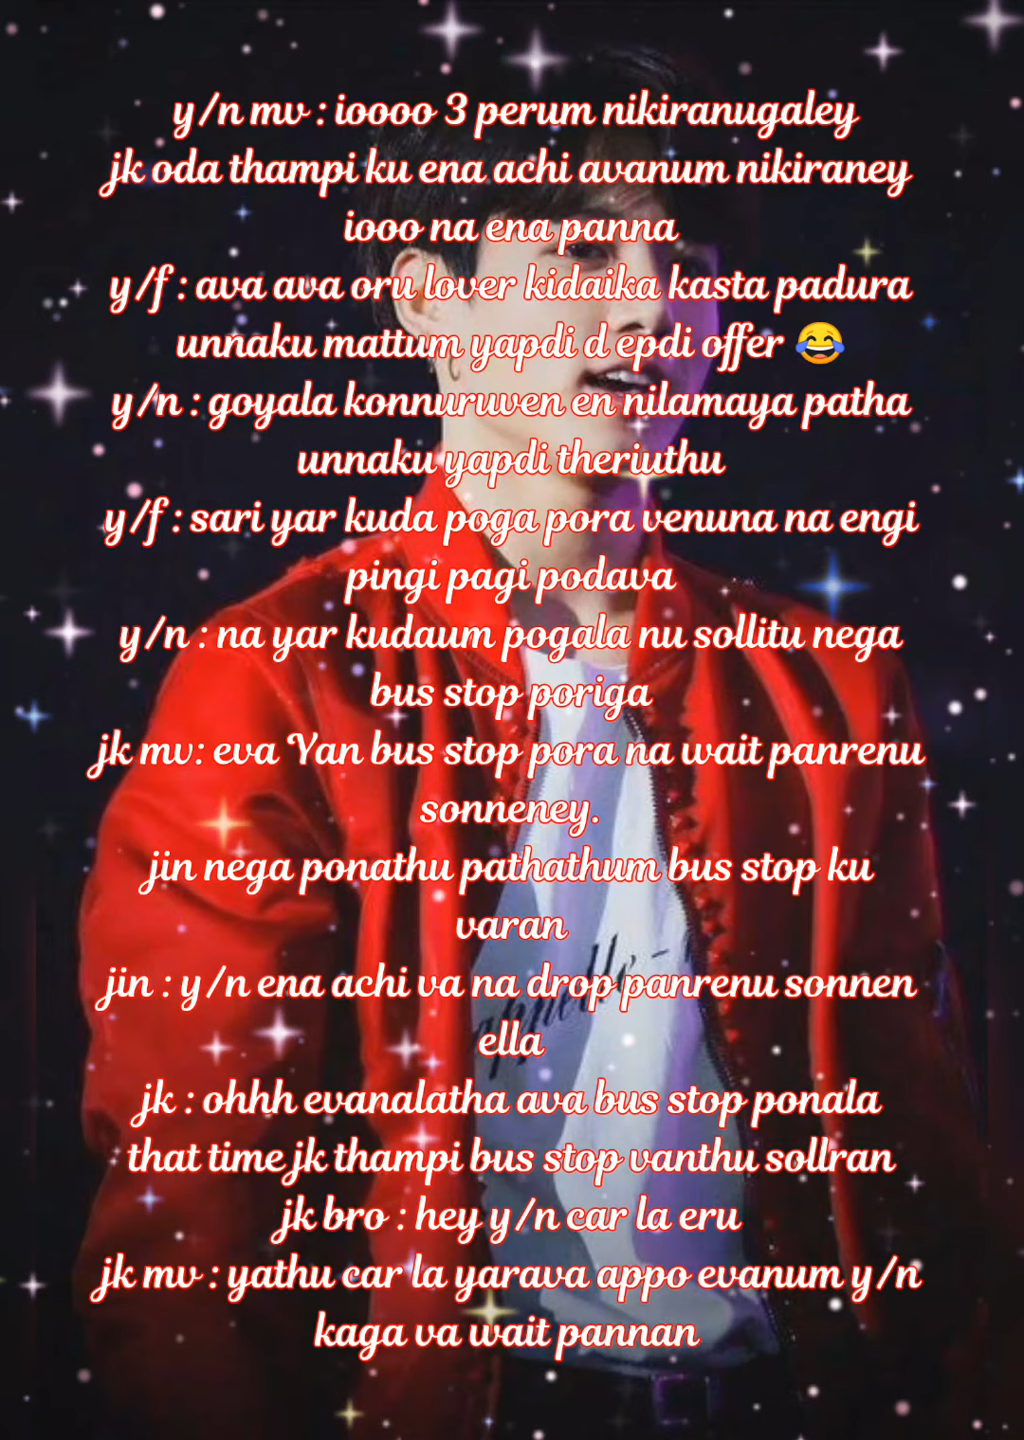 y/n mv : ioooo 3 perum nikiranugaley
jk oda thampi ku ena achi avanum nikiraney
iooo na ena panna
y/f : ava ava oru lover kidaika kasta padura
unnaku mattum yapdi d epdi offer 😂
y/n : goyala konnuruven en nilamaya patha
unnaku yapdi theriuthu
y/f : sari yar kuda poga pora venuna na engi
pingi pagi podava
y/n : na yar kudaum pogala nu sollitu nega
bus stop poriga
jk mv: eva Yan bus stop pora na wait panrenu
sonneney.
jin nega ponathu pathathum bus stop ku
varan
jin : y/n ena achi va na drop panrenu sonnen
ella
jk : ohhh evanalatha ava bus stop ponala
that time jk thampi bus stop vanthu sollran
jk bro : hey y/n car la eru
jk mv : yathu car la yarava appo evanum y/n
kaga va wait pannan